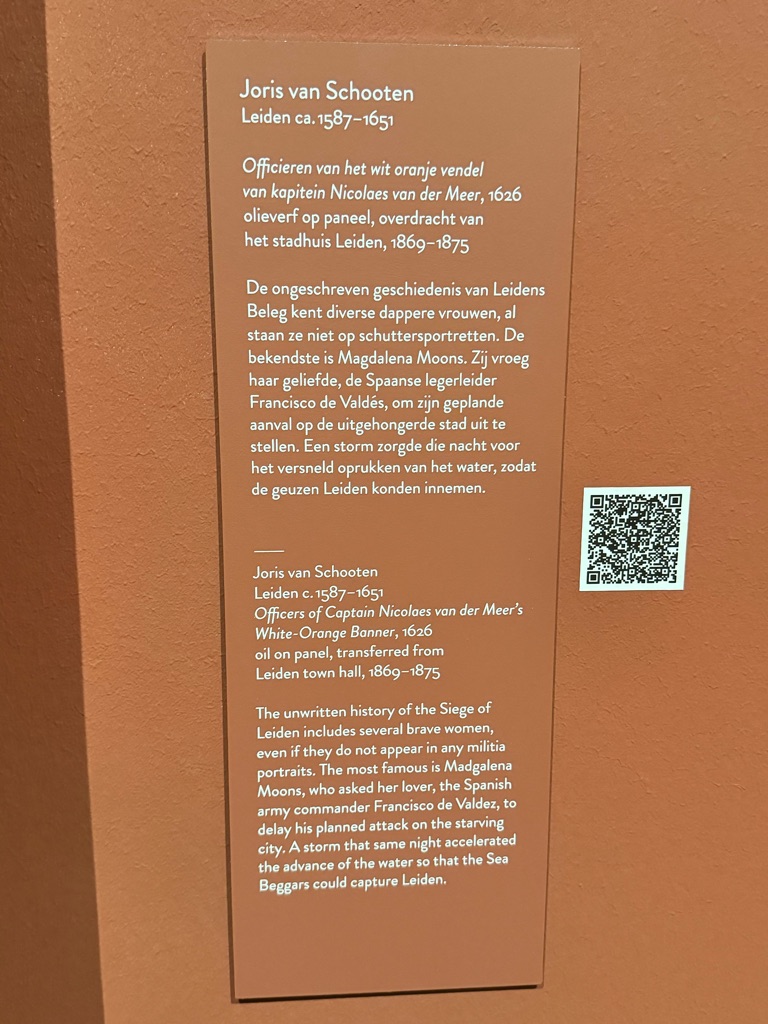 Joris van Schooten
Leiden ca. 1587–1651
Officieren van het wit oranje vendel
van kapitein Nicolaes van der Meer, 1626
olieverf op paneel, overdracht van
het stadhuis Leiden, 1869–1875
De ongeschreven geschiedenis van Leidens
Beleg kent diverse dappere vrouwen, al
staan ze niet op schuttersportretten. De
bekendste is Magdalena Moons. Zij vroeg
haar geliefde, de Spaanse legerleider
Francisco de Valdés, om zijn geplande
aanval op de uitgehongerde stad uit te
stellen. Een storm zorgde die nacht voor
het versneld oprukken van het water, zodat
de geuzen Leiden konden innemen.
Joris van Schooten
Leiden c. 1587–1651
Officers of Captain Nicolaes van der Meer's
White-Orange Banner, 1626
oil on panel, transferred from
Leiden town hall, 1869–1875
The unwritten history of the Siege of
Leiden includes several brave women,
even if they do not appear in any militia
portraits. The most famous is Madgalena
Moons, who asked her lover, the Spanish
army commander Francisco de Valdez, to
delay his planned attack on the starving
city. A storm that same night accelerated
the advance of the water so that the Sea
Beggars could capture Leiden.